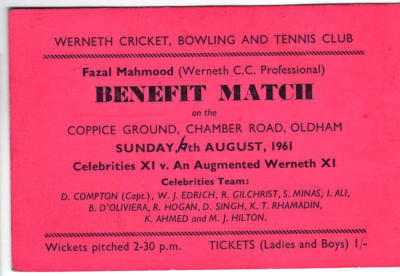 WERNETH CRICKET, BOWLING AND TENNIS CLUB
Fazal Mahmood (Werneth C.C. Professional)
BENEFIT MATCH
on the
COPPICE GROUND, CHAMBER ROAD, OLDHAM
SUNDAY, 6th AUGUST, 1961
Celebrities XI v. An Augmented Werneth XI
Celebrities Team:
D. COMPTON (Capt.), W. J. EDRICH, R. GILCHRIST, S. MINAS, I. ALI,
B. D'OLIVIERA, R. HOGAN, D. SINGH, K. T. RHAMADIN,
K. AHMED and M. J. HILTON.
Wickets pitched 2-30 p.m. TICKETS (Ladies and Boys) 1/-